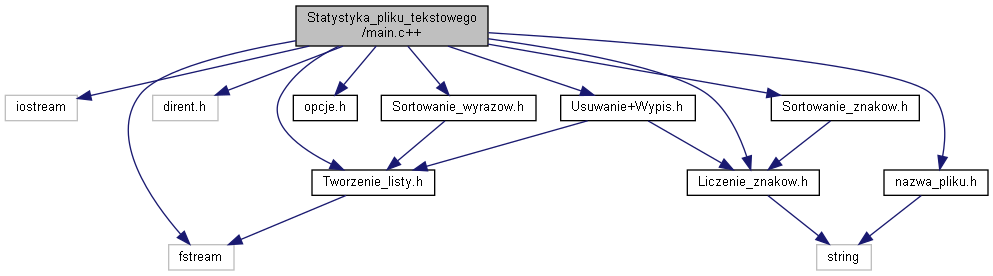 Statystyka_pliku_tekstowego
/main.c++
iostream
dirent.h
opcje.h
Sortowanie_wyrazow.h
Usuwanie+Wypis.h
Sortowanie_znakow.h
Tworzenie_listy.h
Liczenie_znakow.h
nazwa_pliku.h
fstream
string